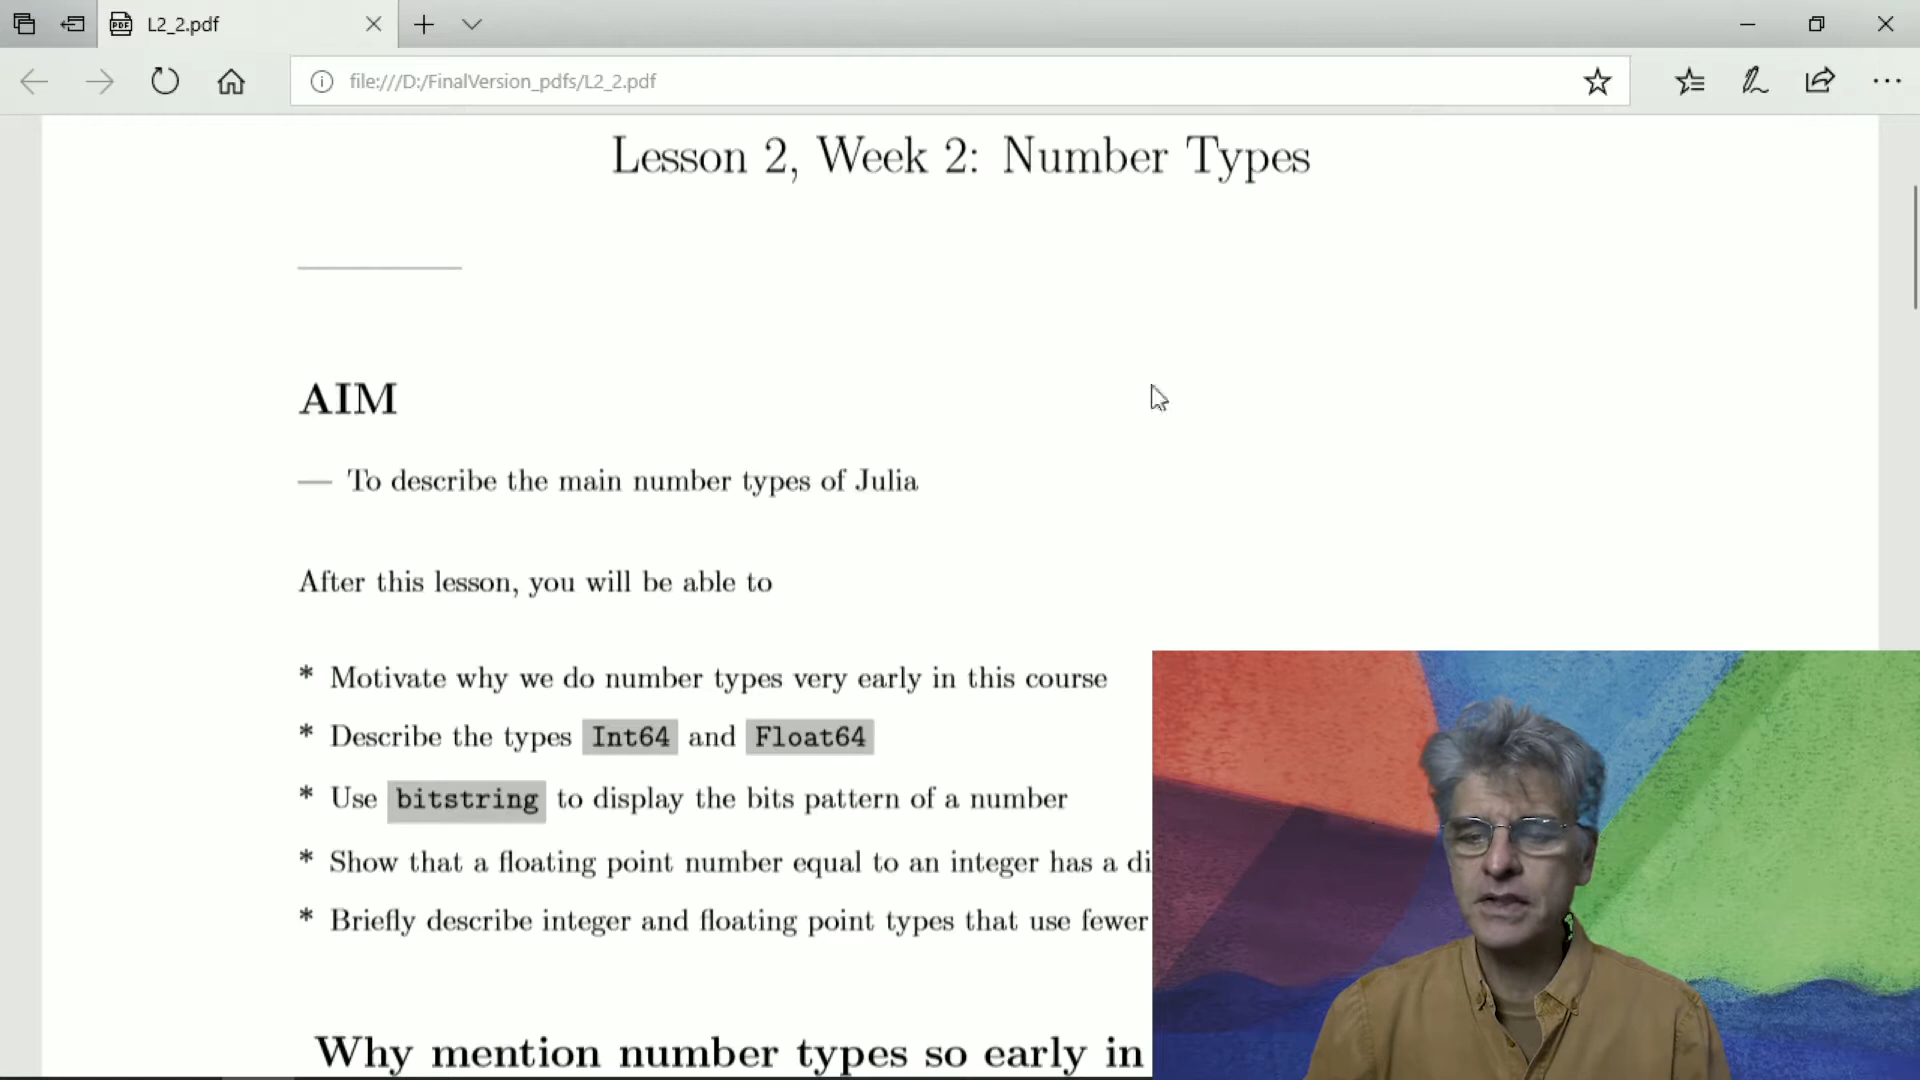 L2_2.pdf
file:///D:/FinalVersion_pdfs/L2_2.pdf
Lesson 2, Week 2: Number Types
AIM
— To describe the main number types of Julia
After this lesson, you will be able to
* Motivate why we do number types very early in this course
* Describe the types Int64 and Float64
* Use bitstring to display the bits pattern of a number
* Show that a floating point number equal to an integer has a di
* Briefly describe integer and floating point types that use fewer
Why mention number types so early in